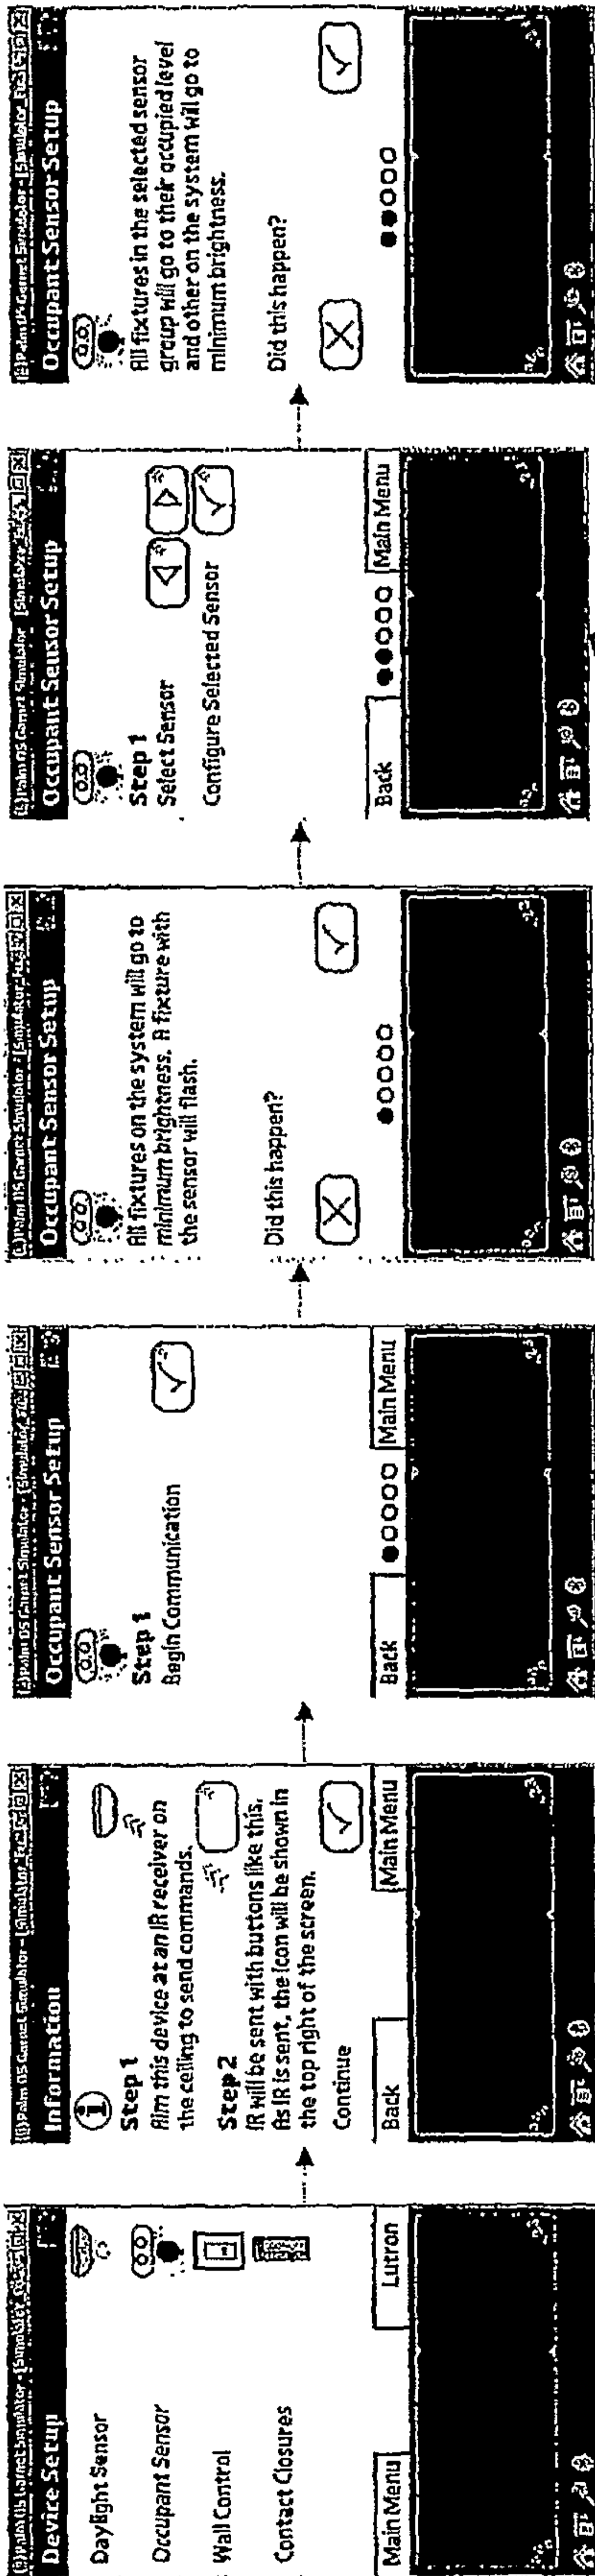 Device Setup
Daylight Sensor
Occupant Sensor
Wall Control
Contact Closures
Main Menu
Lutron
Information
Step 1
Aim this device at an IR receiver on
the ceiling to send commands.
Step 2
IR will be sent with buttons like this.
As IR is sent, the icon will be shown in
the top right of the screen.
Continue
Back
Main Menu
Occupant Sensor Setup
Step 1
Begin Communication
Back
Main Menu
Occupant Sensor Setup
All fixtures on the system will go to
minimum brightness. A fixture with
the sensor will flash.
Did this happen?
Occupant Sensor Setup
Step 1
Select Sensor
Configure Selected Sensor
Back
Main Menu
Occupant Sensor Setup
All fixtures in the selected sensor
group will go to their occupied level
and other on the system will go to
minimum brightness.
Did this happen?